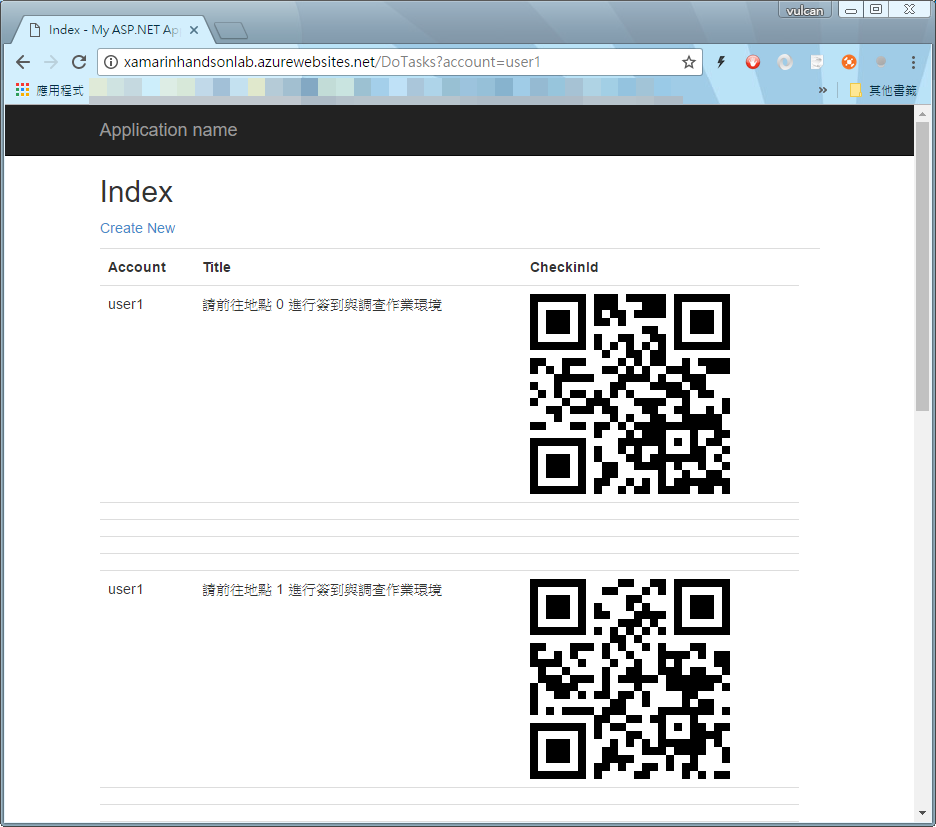 vulcan
Index - My ASP.NET Ap
xamarinhandsonlab.azurewebsites.net/DoTasks?account=user1
應用程式
其他書籤
Application name
Index
Create New
Account Title CheckinId
user1 請前往地點 0 進行簽到與調查作業環境
user1 請前往地點 1 進行簽到與調查作業環境